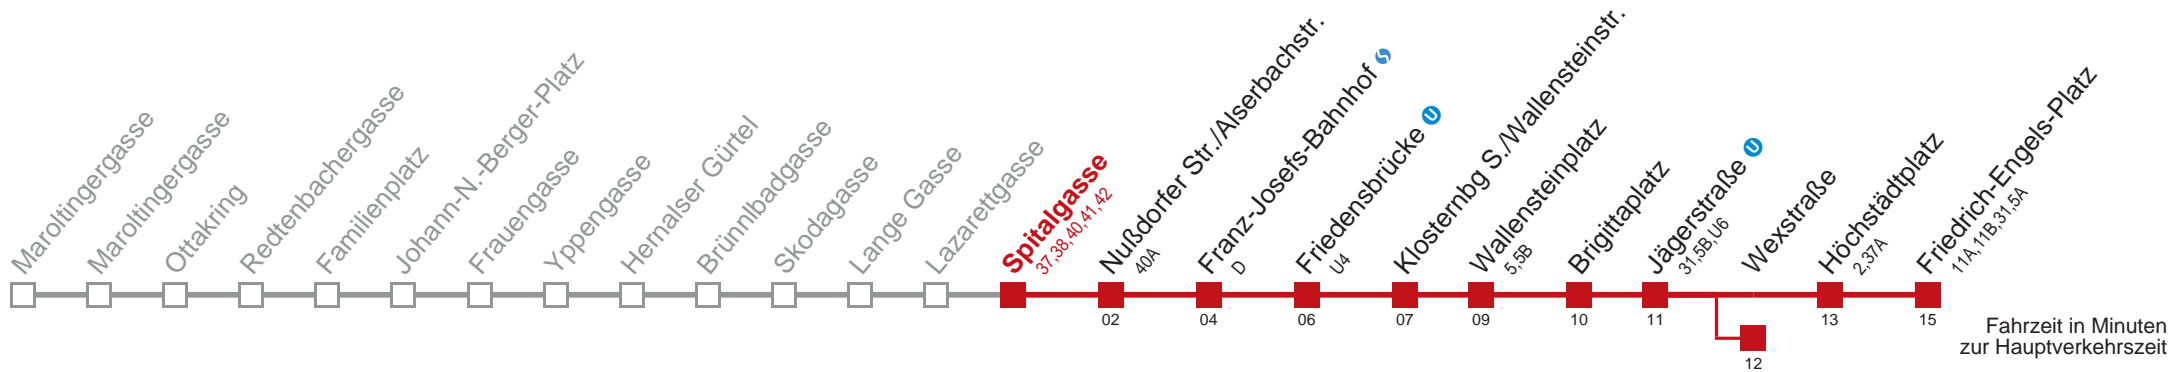 Maroltingergasse
Maroltingergasse
Ottakring
Redtenbachergasse
Familienplatz
Johann-N.-Berger-Platz
Frauengasse
Yppengasse
Hernalser Gürtel
Brünnlbadgasse
Skodagasse
Lange Gasse
Lazarettgasse
Spitalgasse
37,38,40,41,42
Nußdorfer Str./Alserbachstr.
40A
02
Franz-Josefs-Bahnhof S
D
04
Friedensbrücke U
U4
06
Klosternbg S./Wallensteinstr.
07
Wallensteinplatz
5,5B
09
Brigittaplatz
10
Jägerstraße U
31,5B,U6
11
Wexstraße
12
Höchstädtplatz
2,37A
13
Friedrich-Engels-Platz
11A,11B,31,5A
15
Fahrzeit in Minuten
zur Hauptverkehrszeit